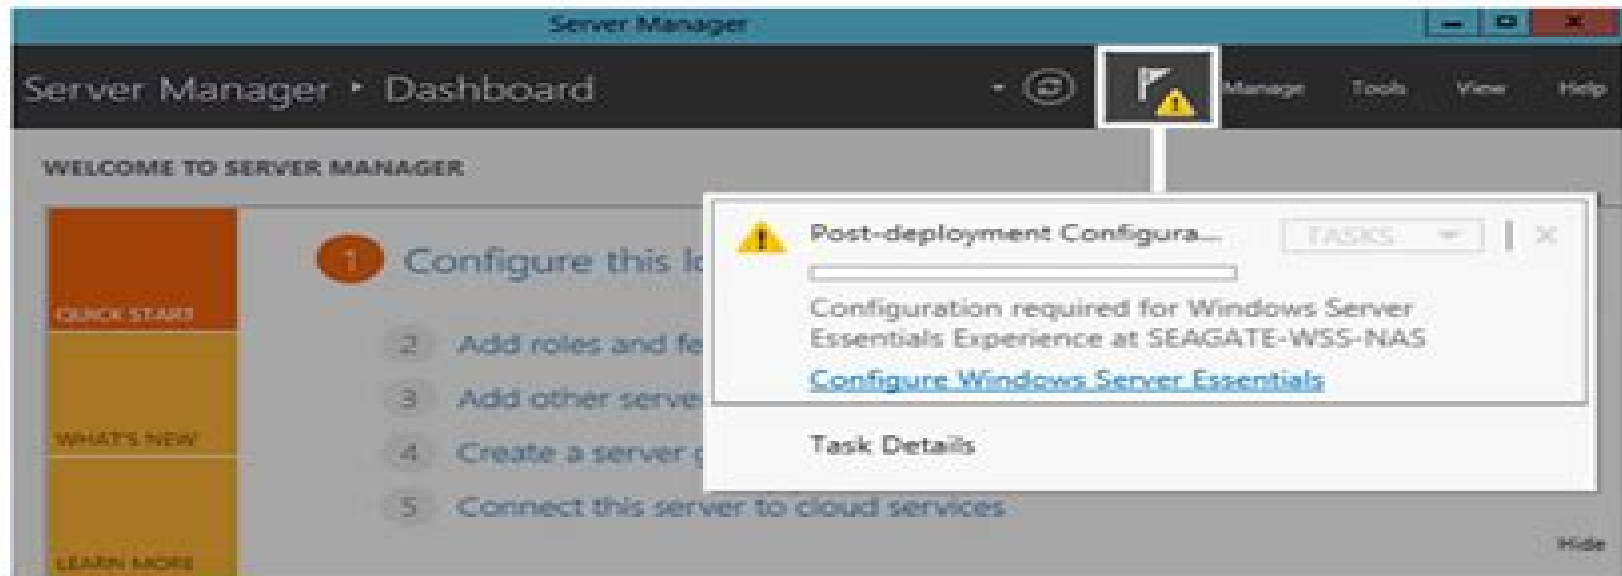 Server Manager
Server Manager • Dashboard
Manage Tools View Help
WELCOME TO SERVER MANAGER
QUICK START
WHAT'S NEW
LEARN MORE
1 Configure this lo
2 Add roles and fe
3 Add other serve
4 Create a server g
5 Connect this server to cloud services
Hide
Post-deployment Configura...
TASKS
Configuration required for Windows Server
Essentials Experience at SEAGATE-WSS-NAS
Configure Windows Server Essentials
Task Details